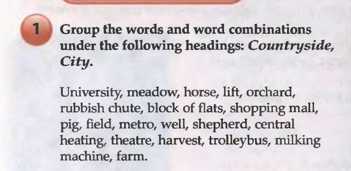 1 Group the words and word combinations
under the following headings: Countryside,
City.
University, meadow, horse, lift, orchard,
rubbish chute, block of flats, shopping mall,
pig, field, metro, well, shepherd, central
heating, theatre, harvest, trolleybus, milking
machine, farm.